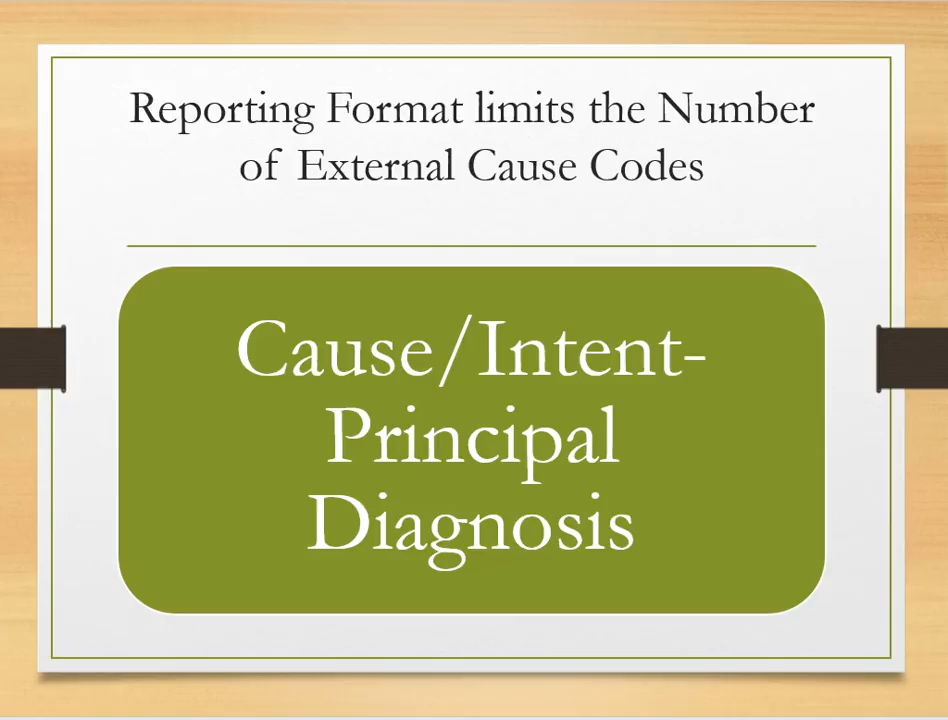 Reporting Format limits the Number
of External Cause Codes
Cause/Intent-
Principal
Diagnosis